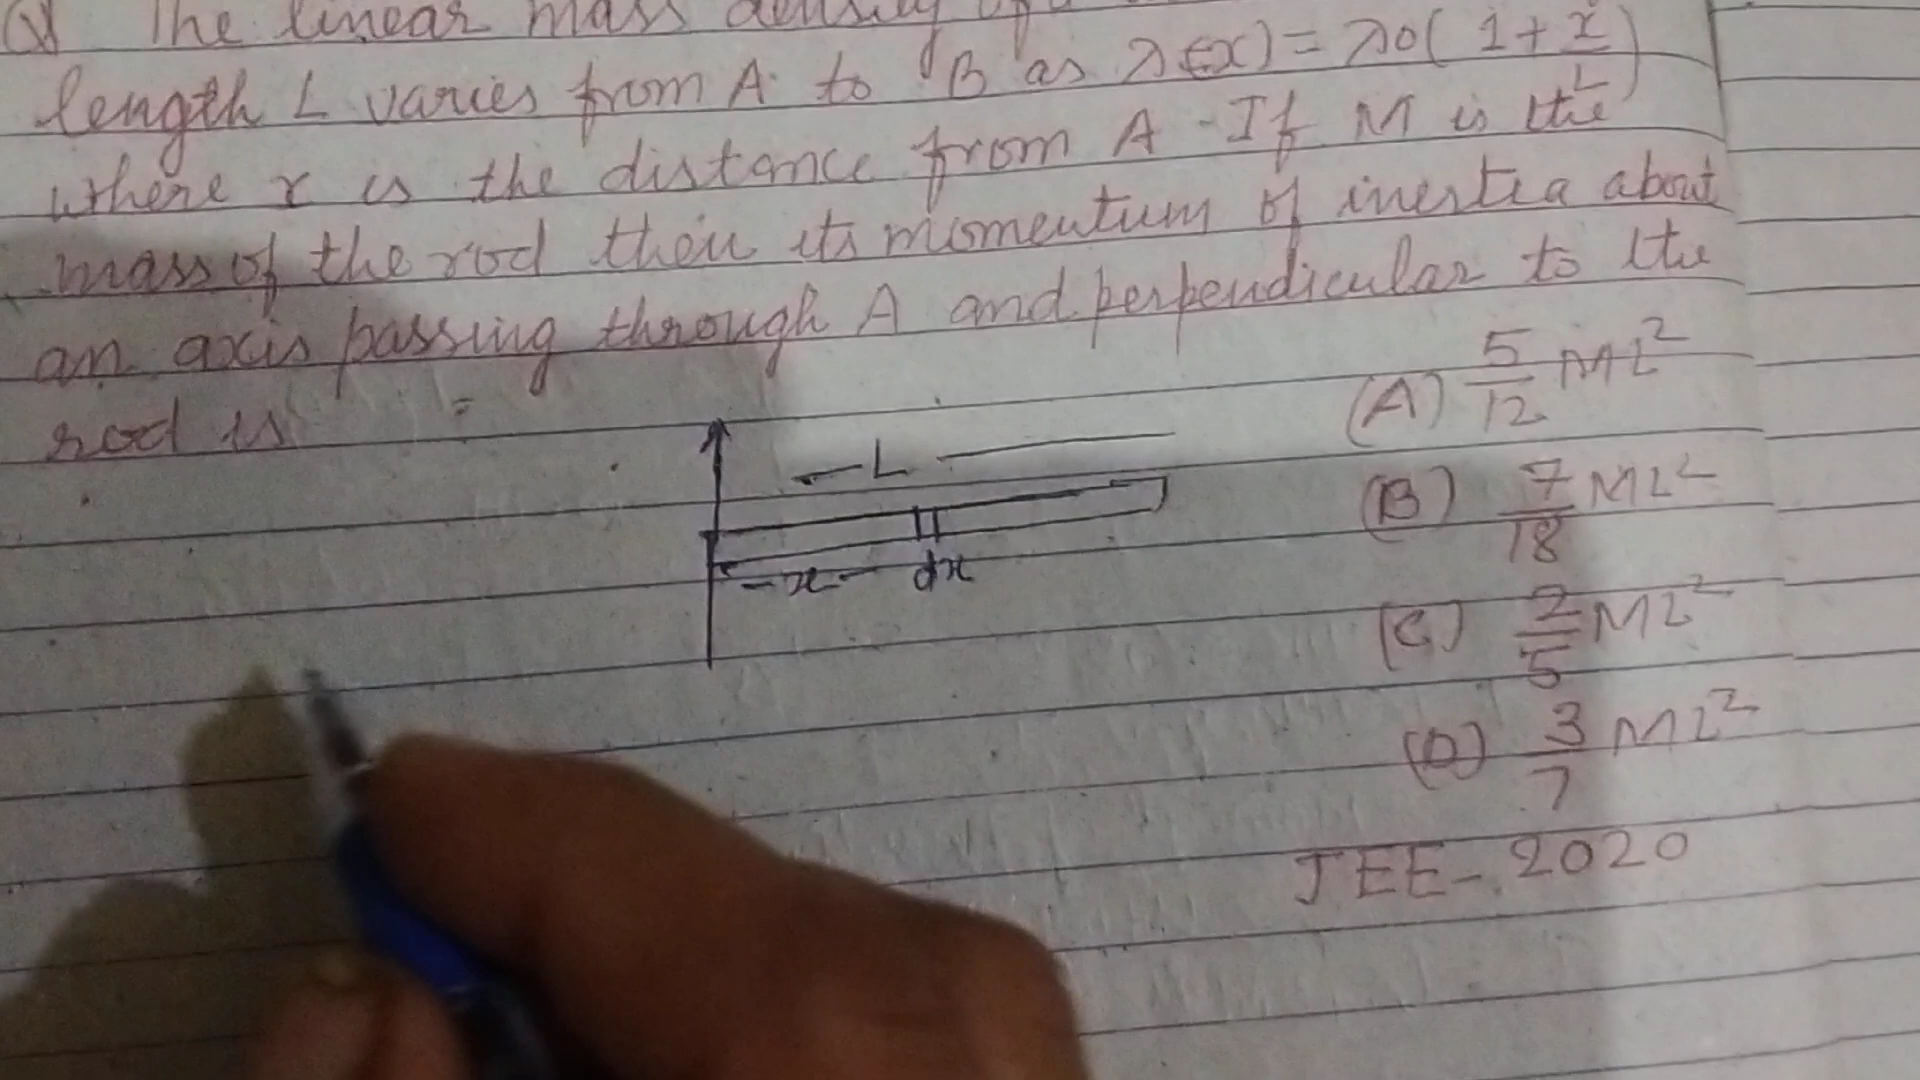 The linear mass density of
length L varies from A to B as λ(x) = λ0( 1 + x/L )
where x is the distance from A - If M is the
mass of the rod then its momentum of inertia about
an axis passing through A and perpendicular to the
rod is
(A) 5/12 ML²
L
(B) 7/18 ML²
x dx
(C) 2/5 ML²
(D) 3/7 ML²
JEE - 2020